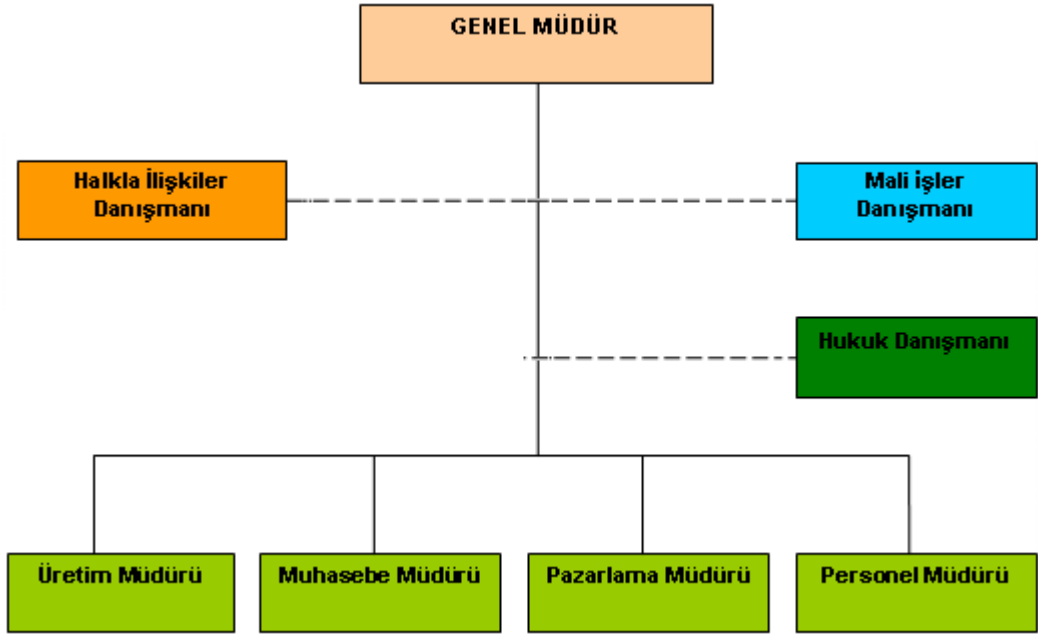 GENEL MÜDÜR
Halkla İlişkiler
Danışmanı
Mali işler
Danışmanı
Hukuk Danışmanı
Üretim Müdürü
Muhasebe Müdürü
Pazarlama Müdürü
Personel Müdürü